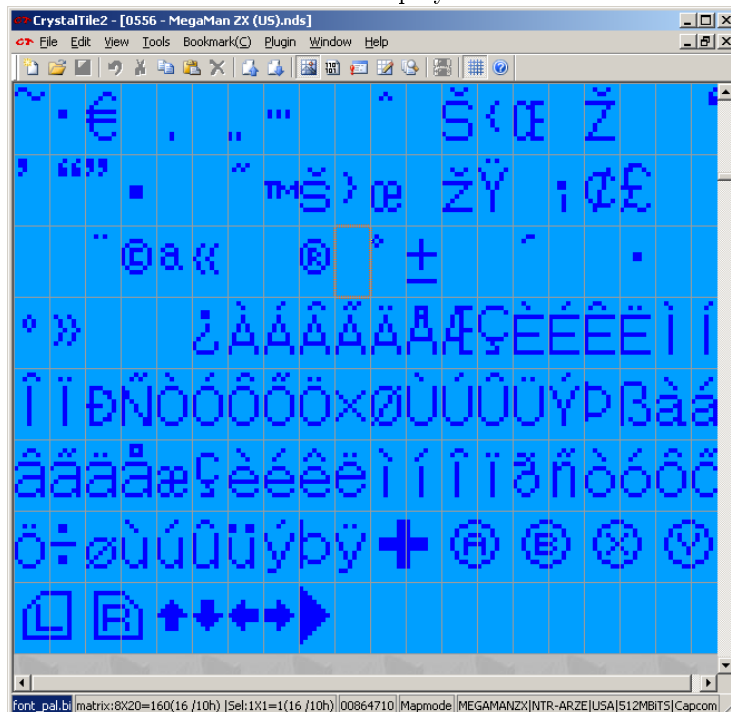 CrystalTile2 - [0556 - MegaMan ZX (US).nds]
File Edit View Tools Bookmark(C) Plugin Window Help
~ · € ‚ „ … ˆ Š ‹ Œ Ž
’ “ ” • ˜ ™ š › œ ž Ÿ ¡ ¢ £
¨ © a « ® ° ± ´ ·
º » ¿ À Á Â Ã Ä Å Æ Ç È É Ê Ë Ì Í
Î Ï Ð Ñ Ò Ó Ô Õ Ö × Ø Ù Ú Û Ü Ý Þ ß à á
â ã ä å æ ç è é ê ë ì í î ï ð ñ ò ó ô õ
ö ÷ ø ù ú û ü ý þ ÿ ✚ Ⓐ Ⓑ Ⓧ Ⓨ
L R ↑ ↓ ← → ▶
font_pal.bi matrix:8X20=160(16 /10h) |Sel:1X1=1(16 /10h) 00864710 Mapmode MEGAMANZX|NTR-ARZE|USA|512MBiTS|Capcom